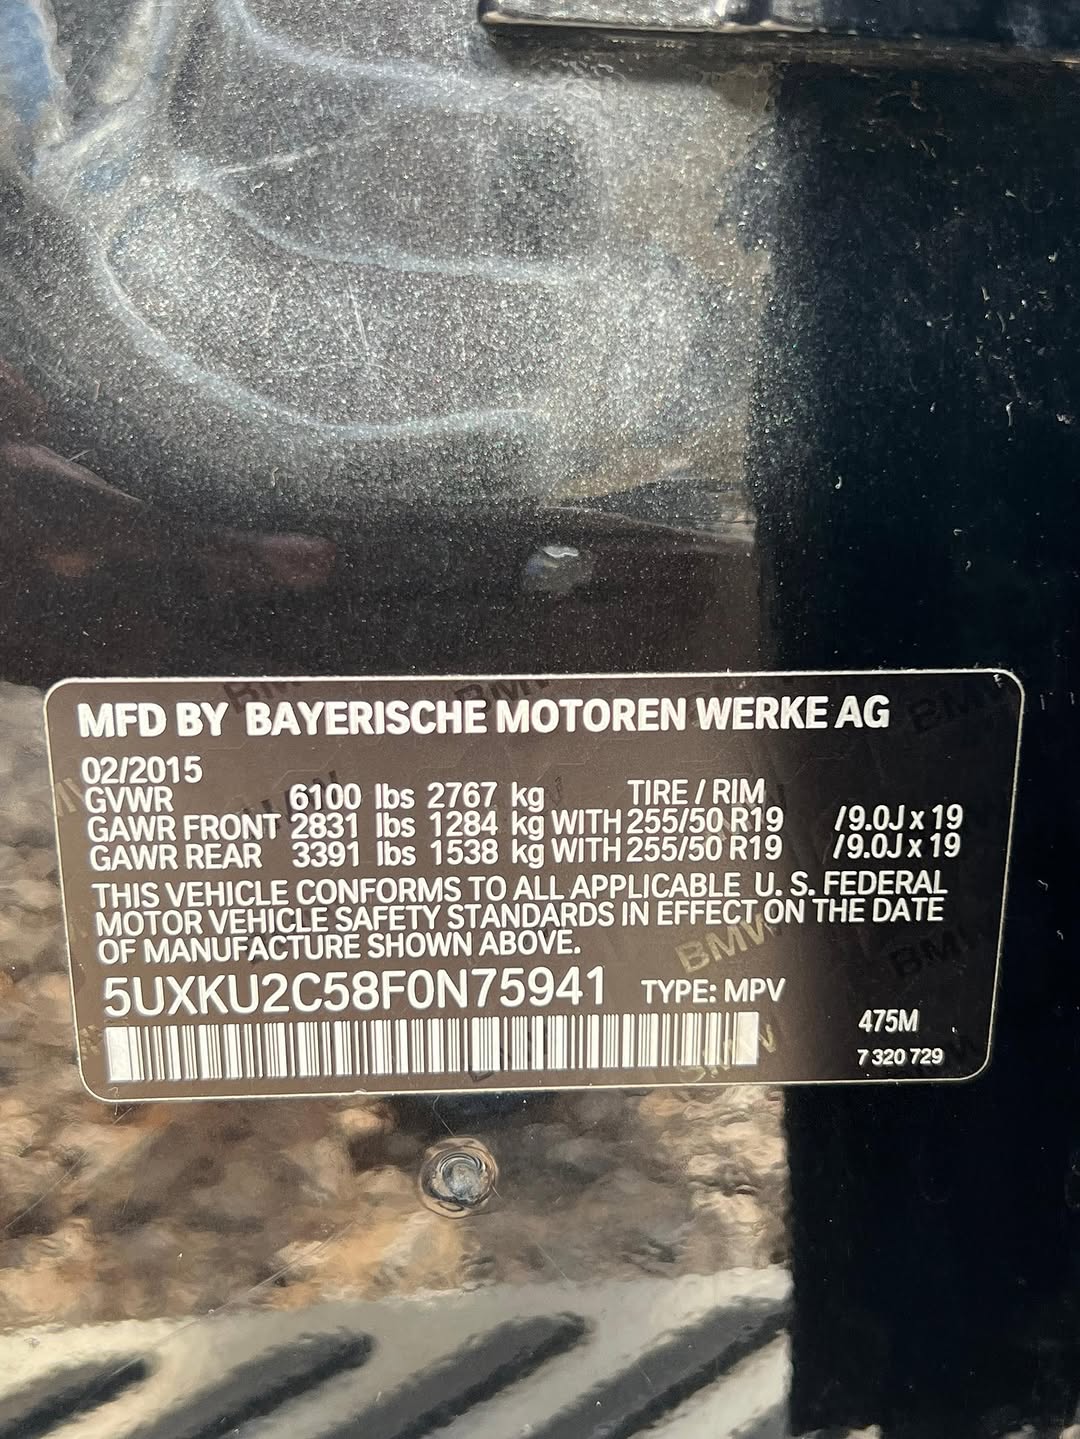 MFD BY BAYERISCHE MOTOREN WERKE AG
02/2015
GVWR 6100 lbs 2767 kg TIRE / RIM
GAWR FRONT 2831 lbs 1284 kg WITH 255/50 R19 /9.0J x 19
GAWR REAR 3391 lbs 1538 kg WITH 255/50 R19 /9.0J x 19
THIS VEHICLE CONFORMS TO ALL APPLICABLE U. S. FEDERAL
MOTOR VEHICLE SAFETY STANDARDS IN EFFECT ON THE DATE
OF MANUFACTURE SHOWN ABOVE.
5UXKU2C58F0N75941 TYPE: MPV
475M
7 320 729